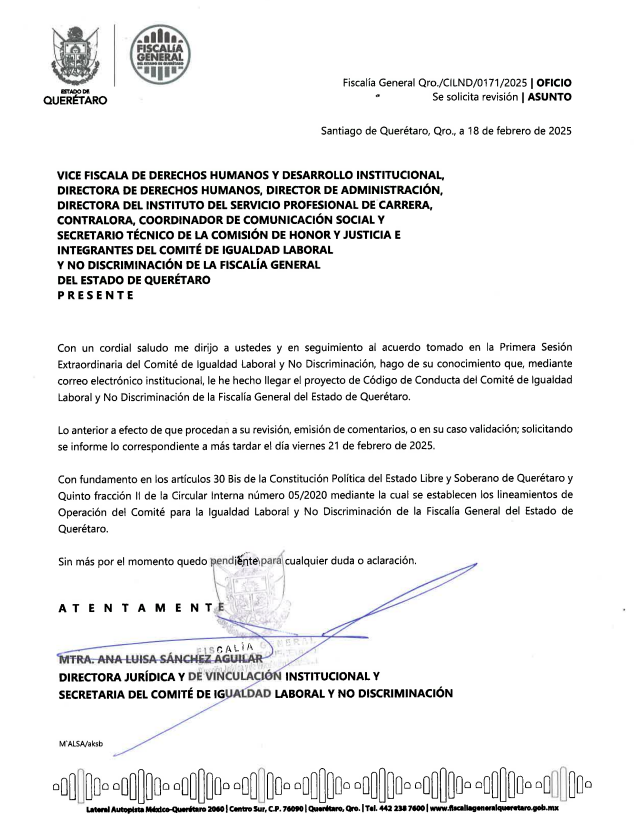 ESTADO DE
QUERÉTARO
FISCALÍA
GENERAL
DEL ESTADO DE QUERÉTARO
Fiscalía General Qro./CILND/0171/2025 | OFICIO
Se solicita revisión | ASUNTO
Santiago de Querétaro, Qro., a 18 de febrero de 2025
VICE FISCALA DE DERECHOS HUMANOS Y DESARROLLO INSTITUCIONAL,
DIRECTORA DE DERECHOS HUMANOS, DIRECTOR DE ADMINISTRACIÓN,
DIRECTORA DEL INSTITUTO DEL SERVICIO PROFESIONAL DE CARRERA,
CONTRALORA, COORDINADOR DE COMUNICACIÓN SOCIAL Y
SECRETARIO TÉCNICO DE LA COMISIÓN DE HONOR Y JUSTICIA E
INTEGRANTES DEL COMITÉ DE IGUALDAD LABORAL
Y NO DISCRIMINACIÓN DE LA FISCALÍA GENERAL
DEL ESTADO DE QUERÉTARO
P R E S E N T E
Con un cordial saludo me dirijo a ustedes y en seguimiento al acuerdo tomado en la Primera Sesión
Extraordinaria del Comité de Igualdad Laboral y No Discriminación, hago de su conocimiento que, mediante
correo electrónico institucional, le he hecho llegar el proyecto de Código de Conducta del Comité de Igualdad
Laboral y No Discriminación de la Fiscalía General del Estado de Querétaro.
Lo anterior a efecto de que procedan a su revisión, emisión de comentarios, o en su caso validación; solicitando
se informe lo correspondiente a más tardar el día viernes 21 de febrero de 2025.
Con fundamento en los artículos 30 Bis de la Constitución Política del Estado Libre y Soberano de Querétaro y
Quinto fracción II de la Circular Interna número 05/2020 mediante la cual se establecen los lineamientos de
Operación del Comité para la Igualdad Laboral y No Discriminación de la Fiscalía General del Estado de
Querétaro.
Sin más por el momento quedo pendiente para cualquier duda o aclaración.
A T E N T A M E N T E
FISCALÍA GENERAL
MTRA. ANA LUISA SÁNCHEZ AGUILAR
DIRECTORA JURÍDICA Y DE VINCULACIÓN INSTITUCIONAL Y
SECRETARIA DEL COMITÉ DE IGUALDAD LABORAL Y NO DISCRIMINACIÓN
M'ALSA/aksb
Lateral Autopista México-Querétaro 2060 | Centro Sur, C.P. 76090 | Querétaro, Qro. | Tel. 442 238 7600 | www.fiscaliageneralqueretaro.gob.mx